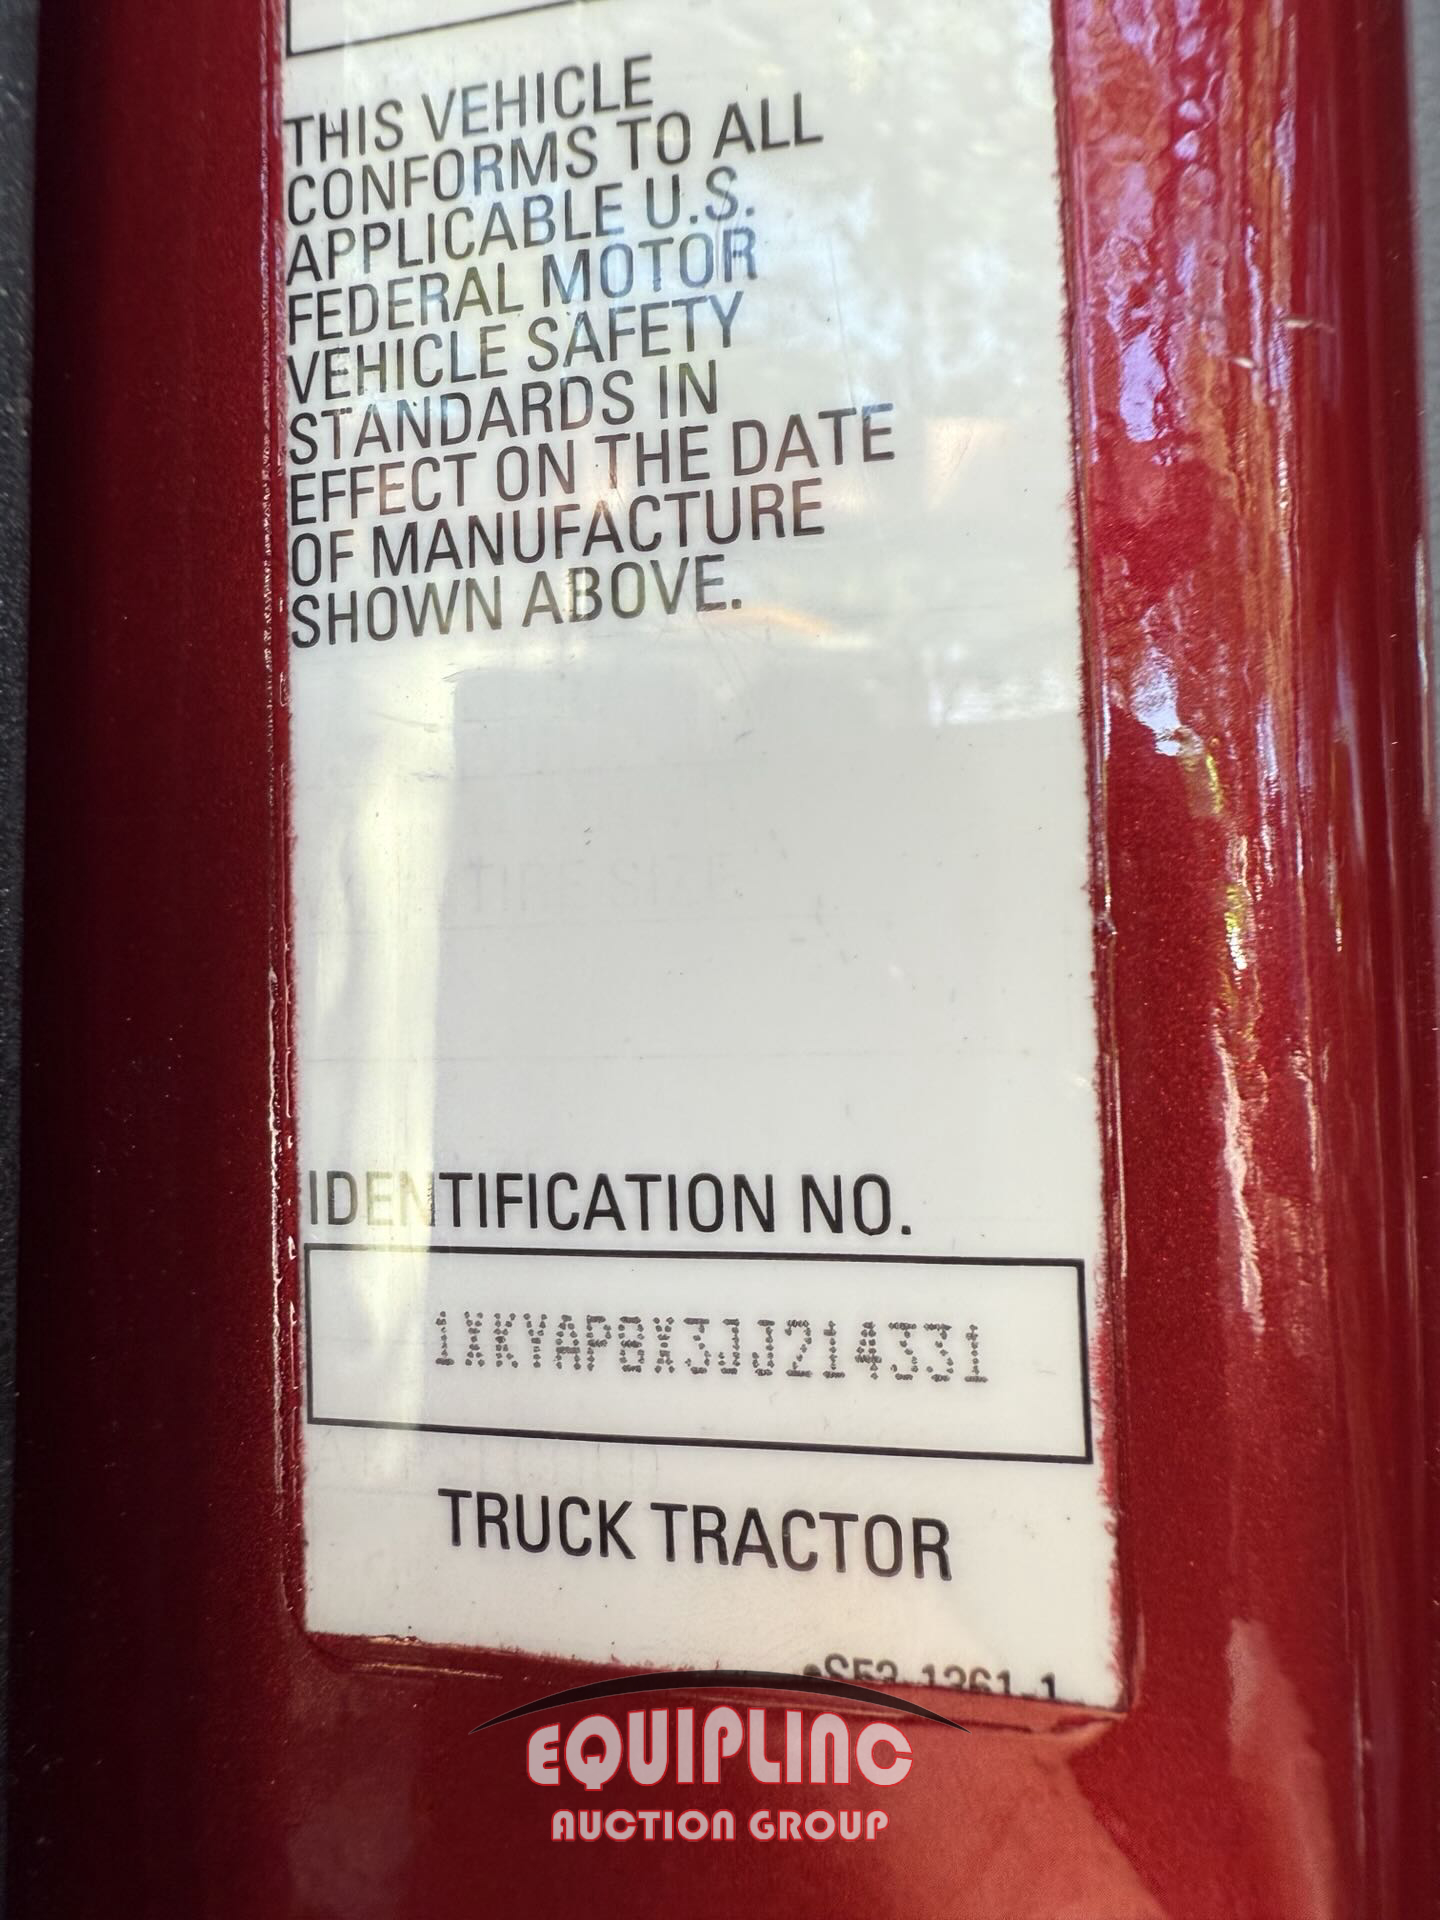 THIS VEHICLE
CONFORMS TO ALL
APPLICABLE U.S.
FEDERAL MOTOR
VEHICLE SAFETY
STANDARDS IN
EFFECT ON THE DATE
OF MANUFACTURE
SHOWN ABOVE.
IDENTIFICATION NO.
1XKYAP8X3JJ214331
TRUCK TRACTOR
EQUIPLINC
AUCTION GROUP